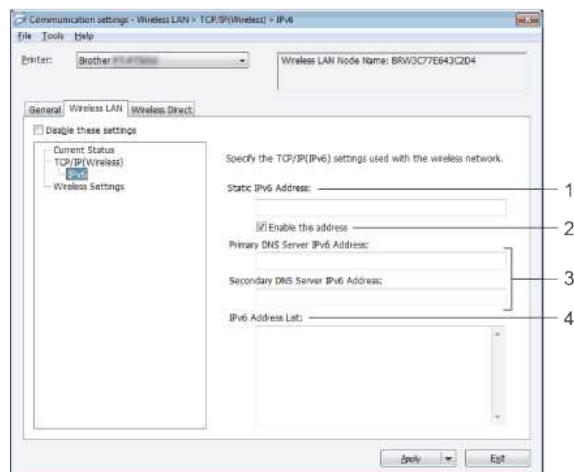 Communication settings - Wireless LAN > TCP/IP(Wireless) > IPv6
File Tools Help
Printer: Brother
Wireless LAN Node Name: BRW3C77E643C2D4
General Wireless LAN Wireless Direct
Disable these settings
Current Status
TCP/IP(Wireless)
IPv6
Wireless Settings
Specify the TCP/IP(IPv6) settings used with the wireless network.
Static IPv6 Address: 1
Enable this address 2
Primary DNS Server IPv6 Address:
3
Secondary DNS Server IPv6 Address:
IPv6 Address List: 4
Apply Exit